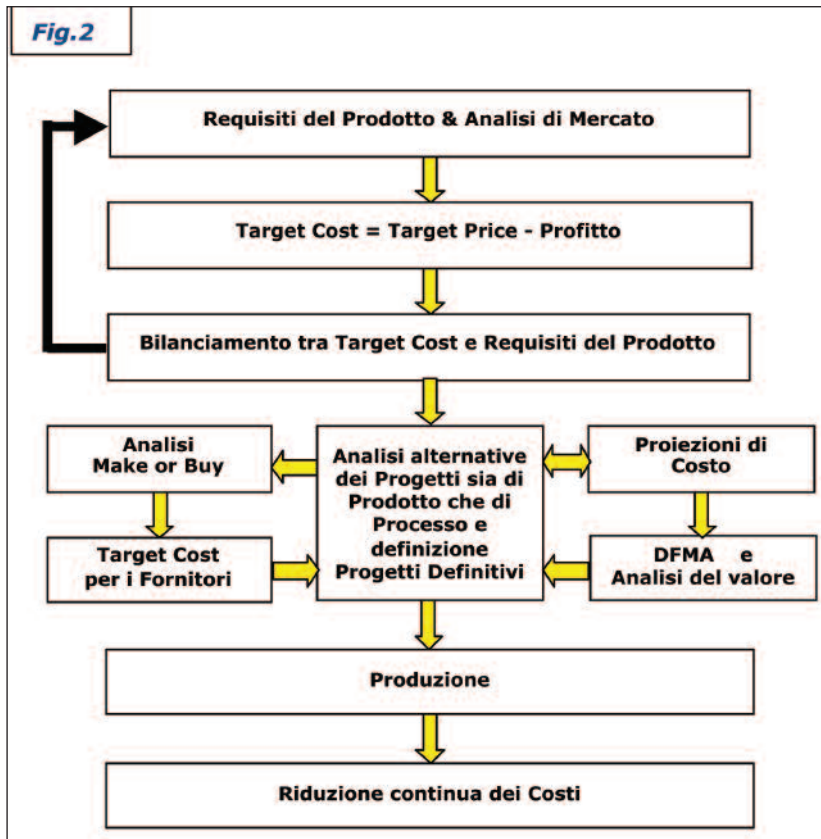 Fig.2
Requisiti del Prodotto & Analisi di Mercato
Target Cost = Target Price - Profitto
Bilanciamento tra Target Cost e Requisiti del Prodotto
Analisi
Make or Buy
Target Cost
per i Fornitori
Analisi alternative
dei Progetti sia di
Prodotto che di
Processo e
definizione
Progetti Definitivi
Proiezioni di
Costo
DFMA e
Analisi del valore
Produzione
Riduzione continua dei Costi